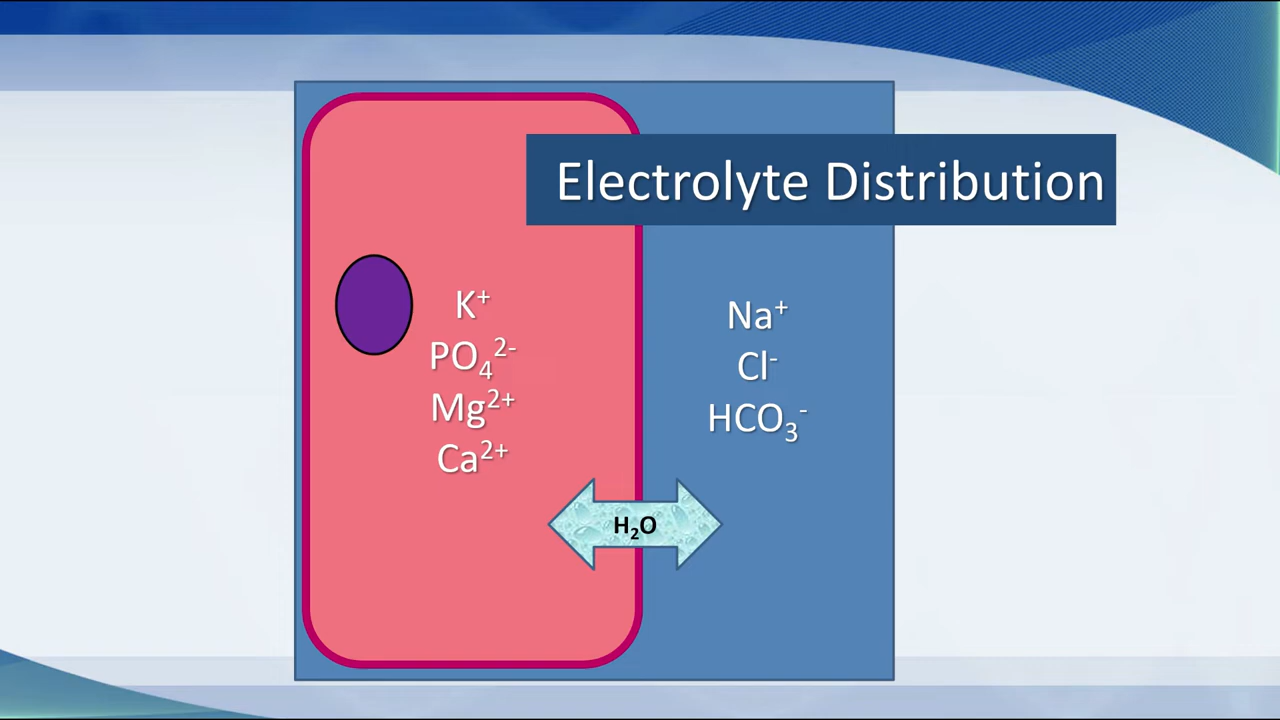 Electrolyte Distribution
K⁺
PO₄²⁻
Mg²⁺
Ca²⁺
Na⁺
Cl⁻
HCO₃⁻
H₂O